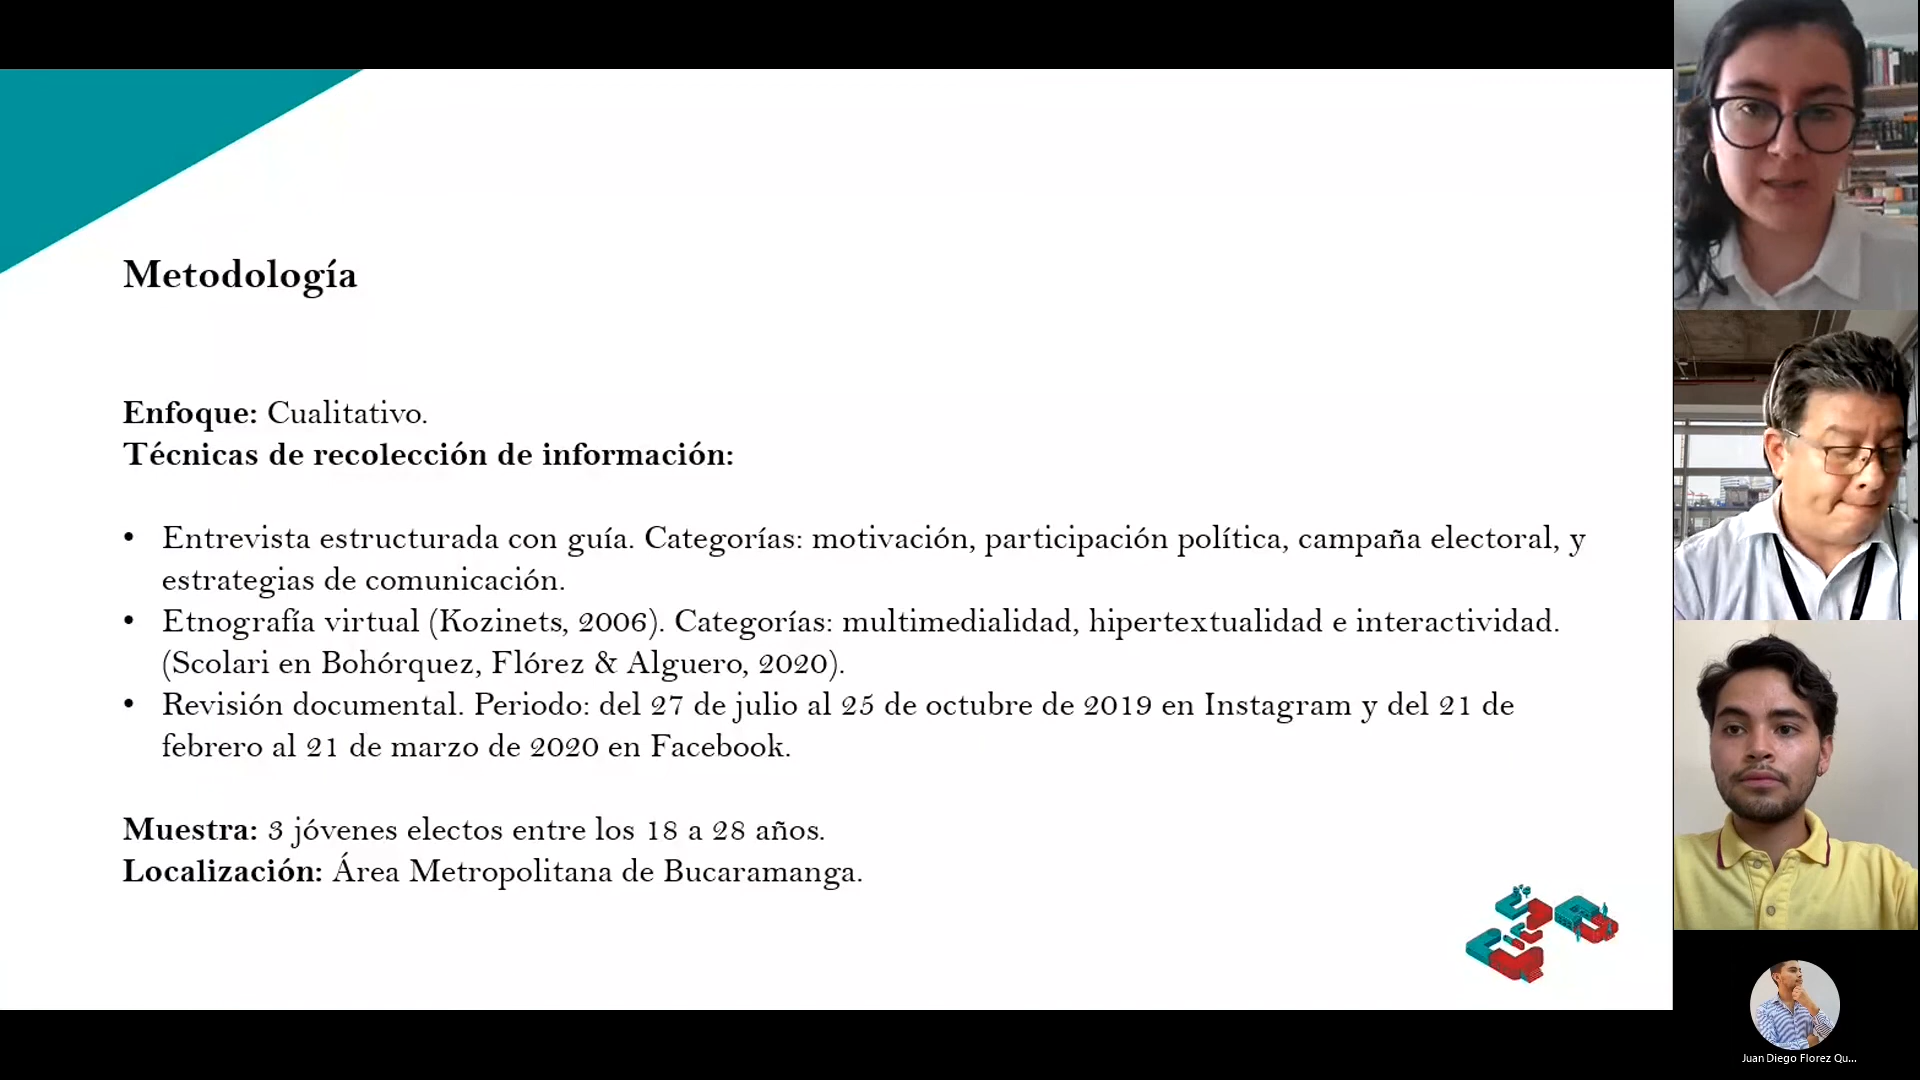 Metodología
Enfoque: Cualitativo.
Técnicas de recolección de información:
• Entrevista estructurada con guía. Categorías: motivación, participación política, campaña electoral, y
estrategias de comunicación.
• Etnografía virtual (Kozinets, 2006). Categorías: multimedialidad, hipertextualidad e interactividad.
(Scolari en Bohórquez, Flórez & Alguero, 2020).
• Revisión documental. Periodo: del 27 de julio al 25 de octubre de 2019 en Instagram y del 21 de
febrero al 21 de marzo de 2020 en Facebook.
Muestra: 3 jóvenes electos entre los 18 a 28 años.
Localización: Área Metropolitana de Bucaramanga.
Juan Diego Florez Qu...